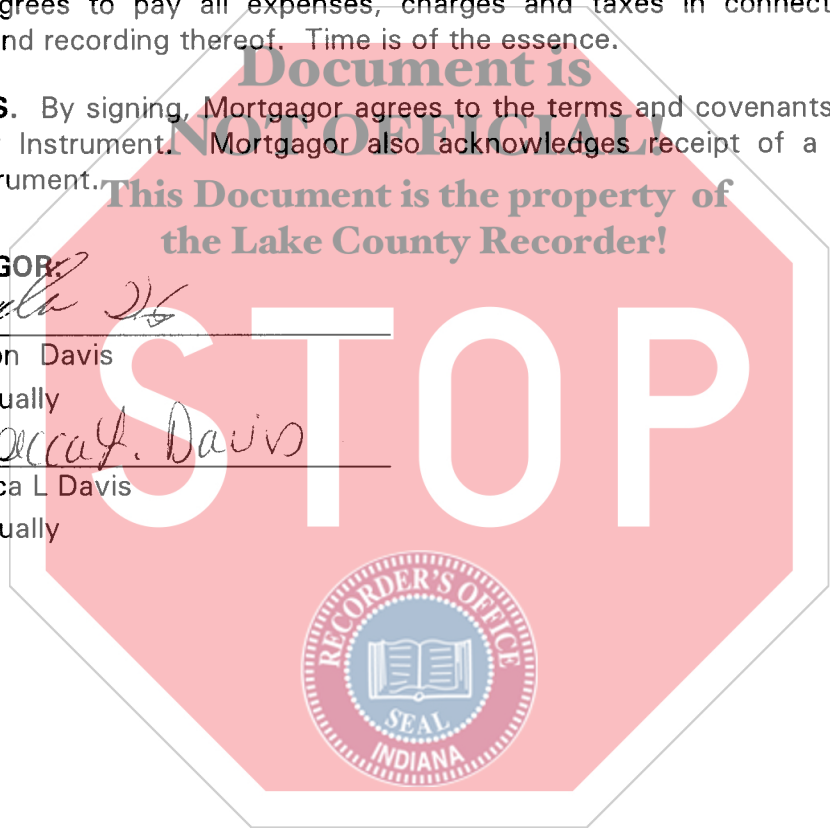 grees to pay all expenses, charges and taxes in connect
nd recording thereof. Time is of the essence.
Document is
S. By signing, Mortgagor agrees to the terms and covenants
NOT OFFICIAL!
Instrument. Mortgagor also acknowledges receipt of a
rument.
This Document is the property of
the Lake County Recorder!
GOR:
on Davis
ually
STOP
ecca L. Davis
ca L Davis
ually
RECORDER'S OFFICE
SEAL
INDIANA